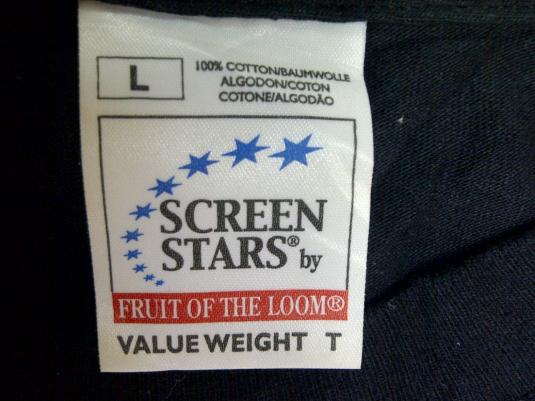 L
100% COTTON/BAUMWOLLE
ALGODON/COTON
COTONE/ALGODÃO
SCREEN
STARS® by
FRUIT OF THE LOOM®
VALUE WEIGHT T